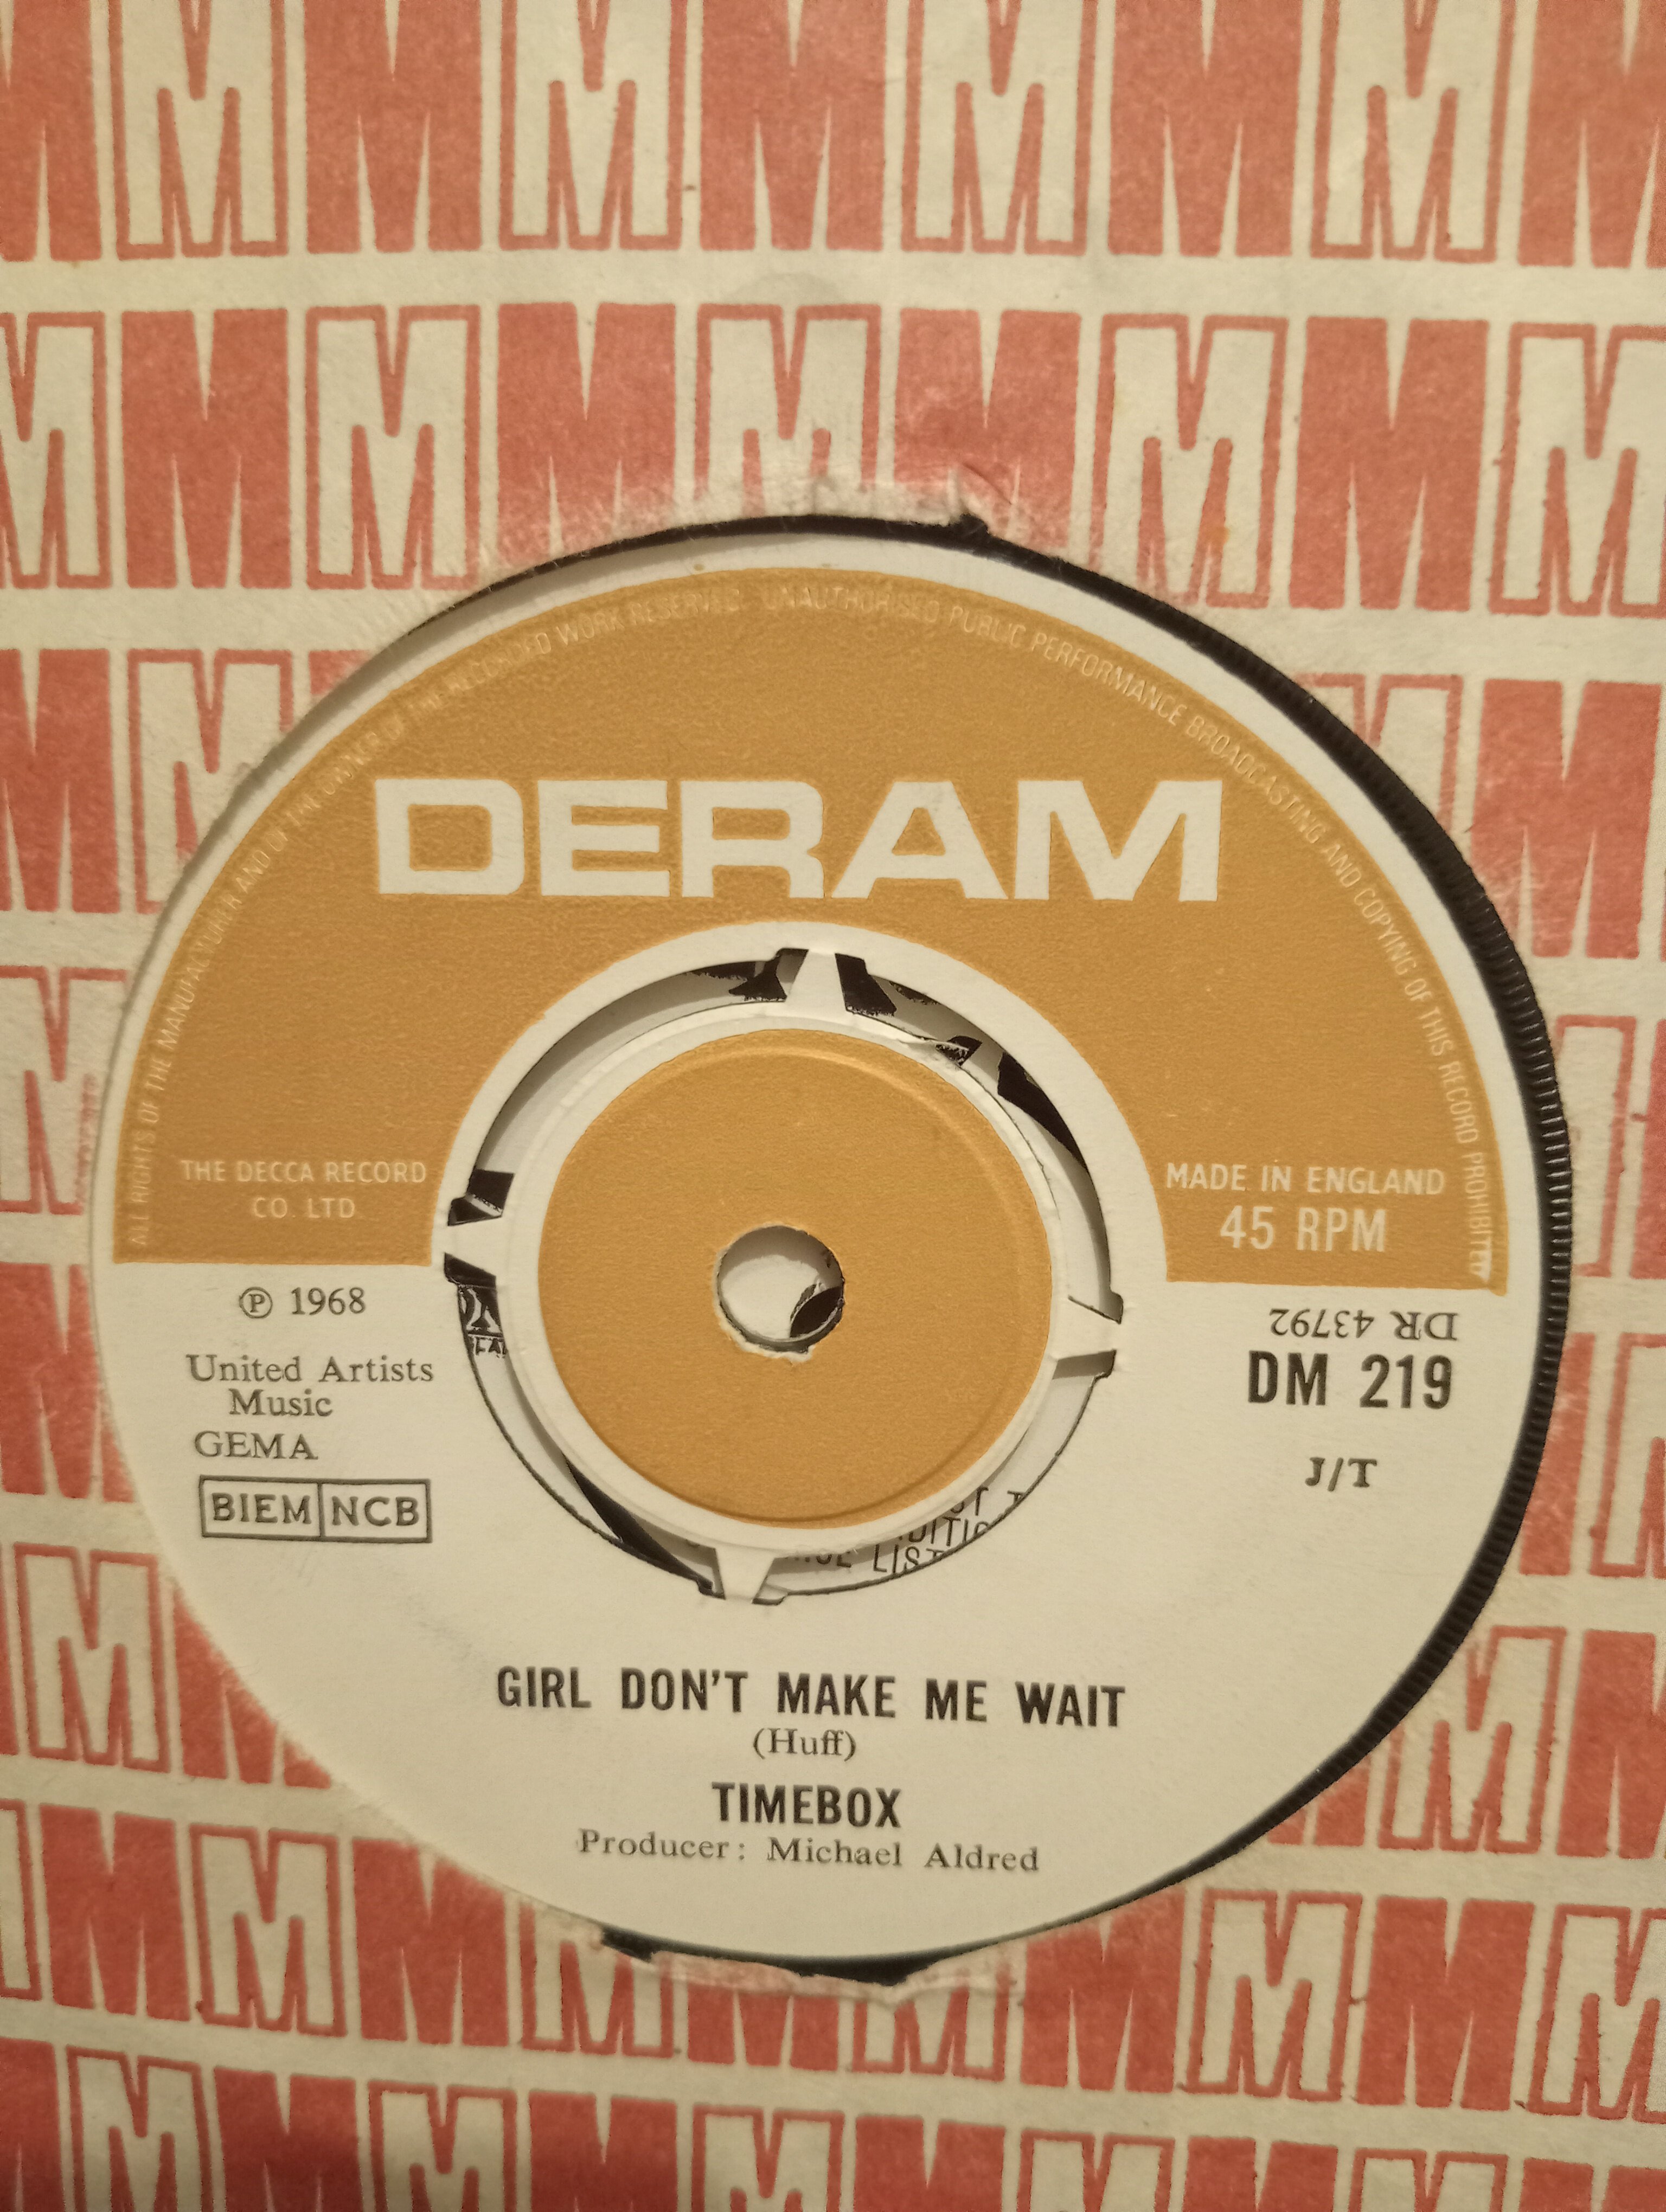 ALL RIGHTS OF THE MANUFACTURER AND OF THE OWNER OF THE RECORDED WORK RESERVED. UNAUTHORISED PUBLIC PERFORMANCE BROADCASTING AND COPYING OF THIS RECORD PROHIBITED
DERAM
THE DECCA RECORD
CO. LTD.
MADE IN ENGLAND
45 RPM
℗ 1968
United Artists
Music
GEMA
BIEM NCB
DR 43792
DM 219
J/T
LIST
GIRL DON'T MAKE ME WAIT
(Huff)
TIMEBOX
Producer: Michael Aldred